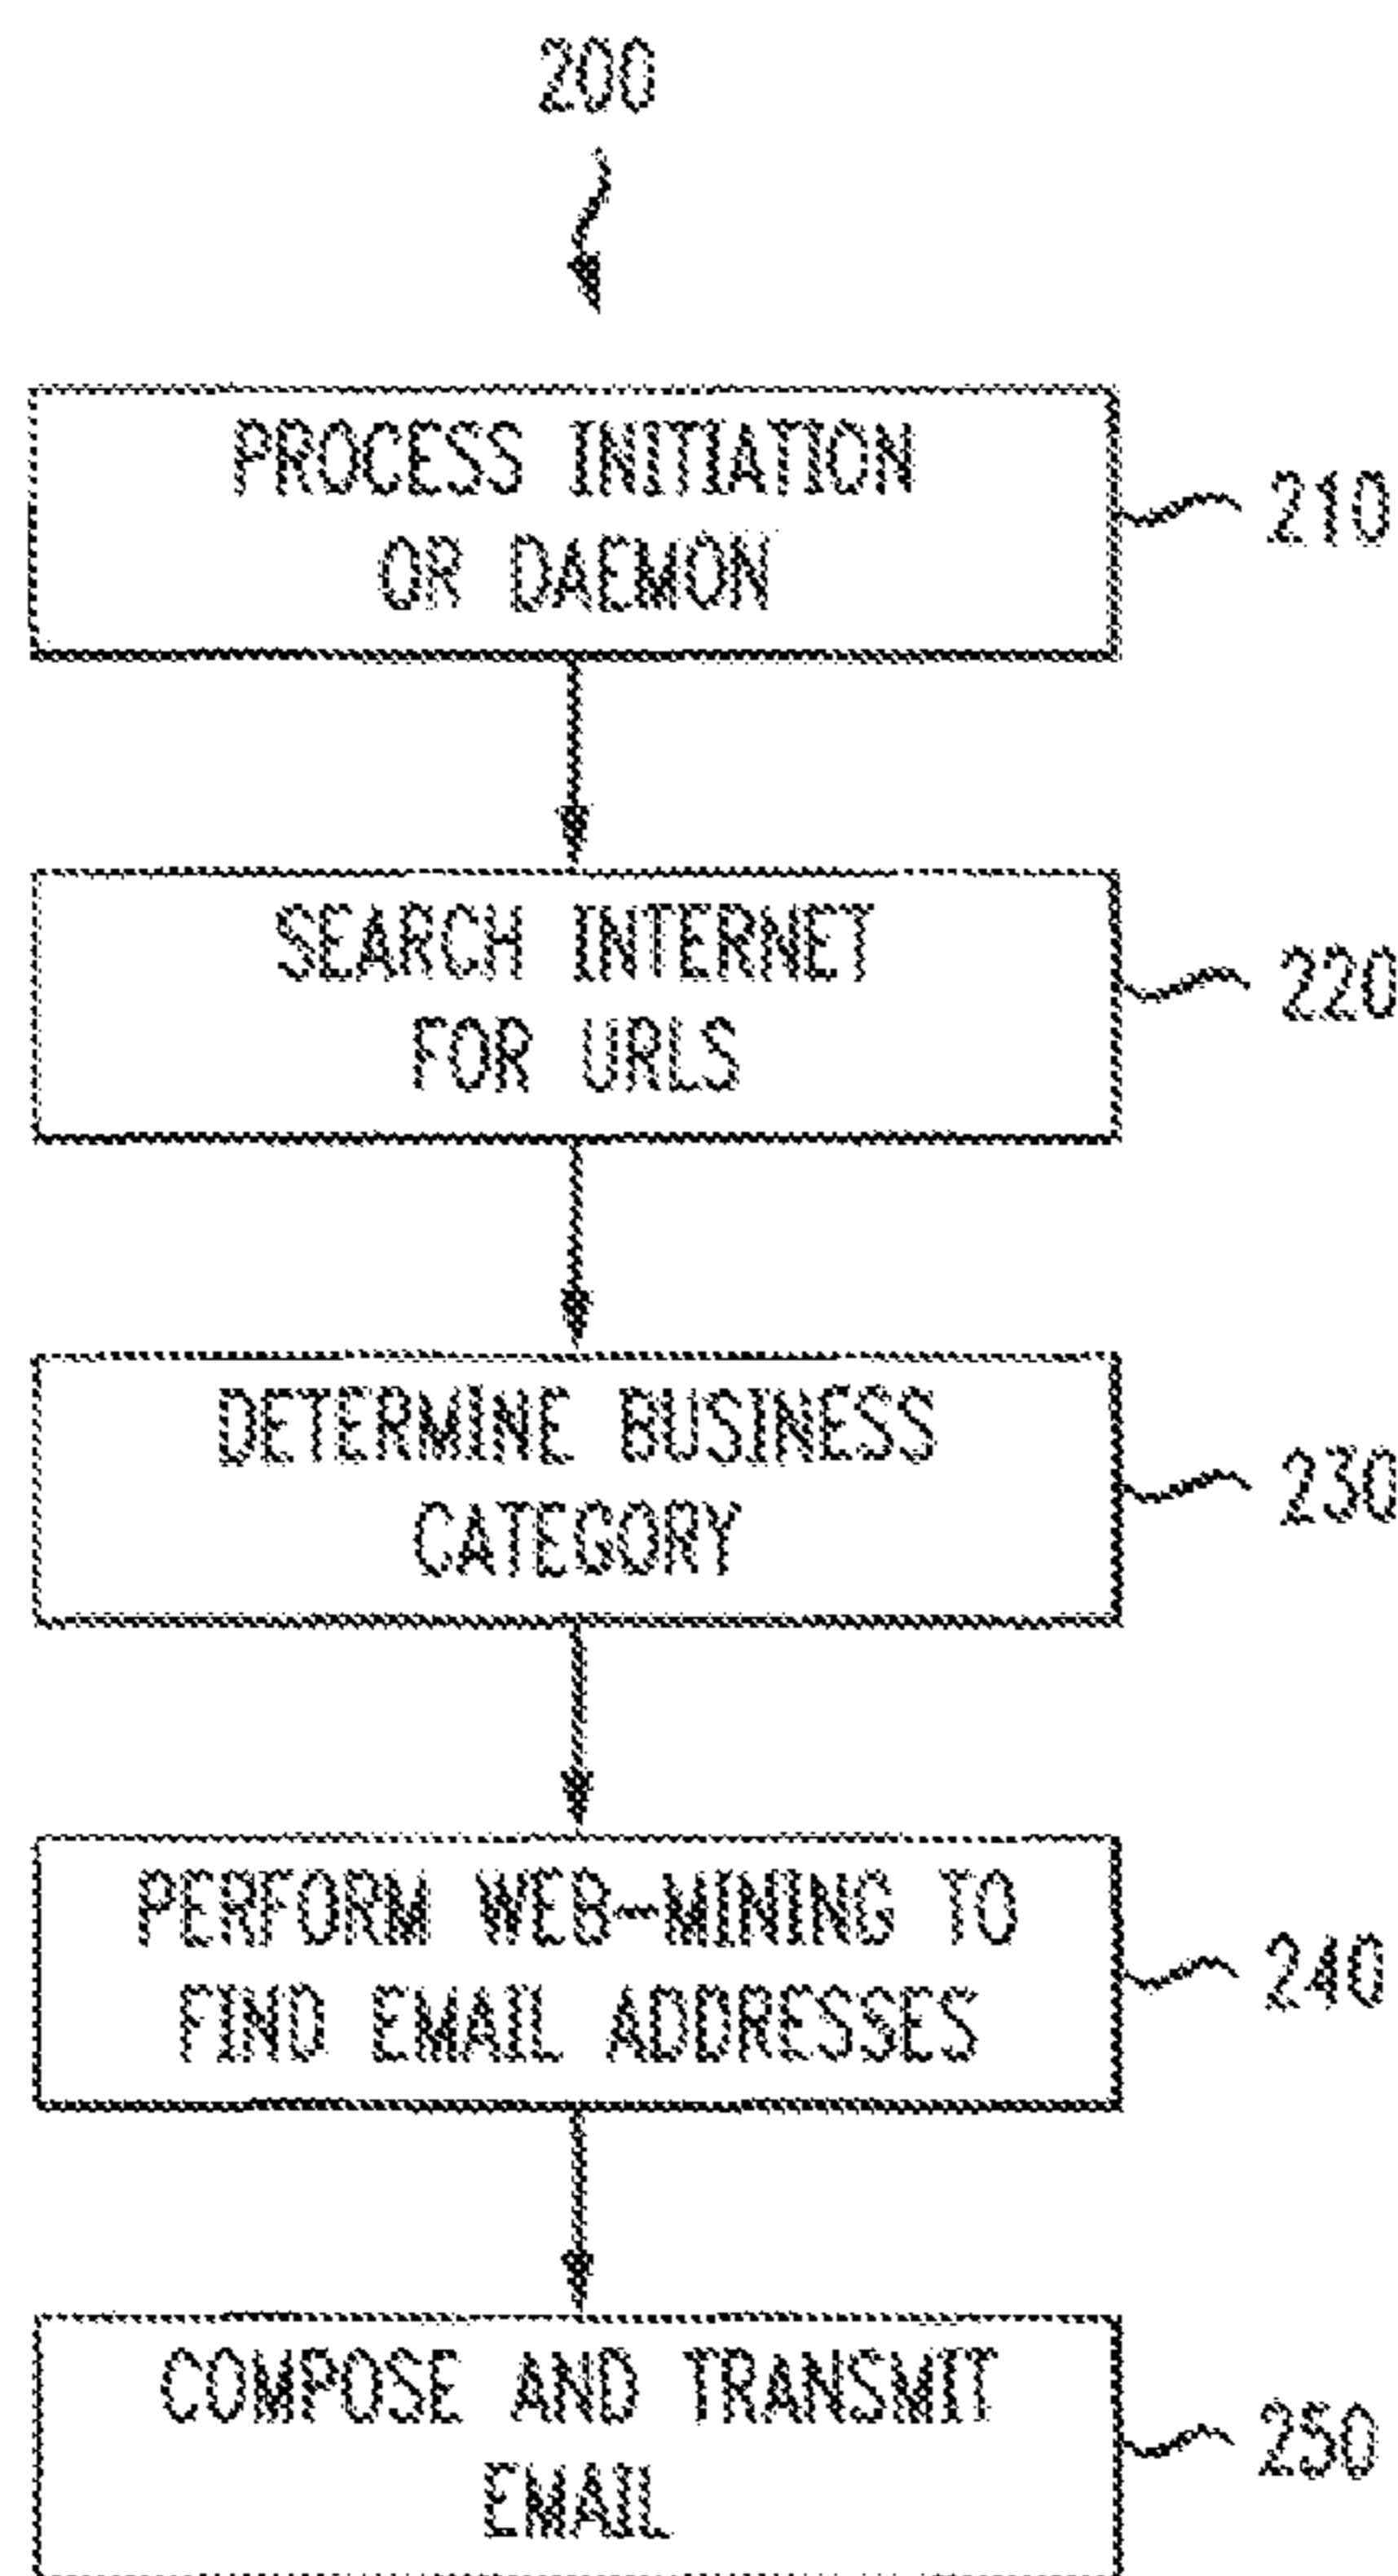 200
PROCESS INITIATION
OR DAEMON
210
SEARCH INTERNET
FOR URLS
220
DETERMINE BUSINESS
CATEGORY
230
PERFORM WEB-MINING TO
FIND EMAIL ADDRESSES
240
COMPOSE AND TRANSMIT
EMAIL
250